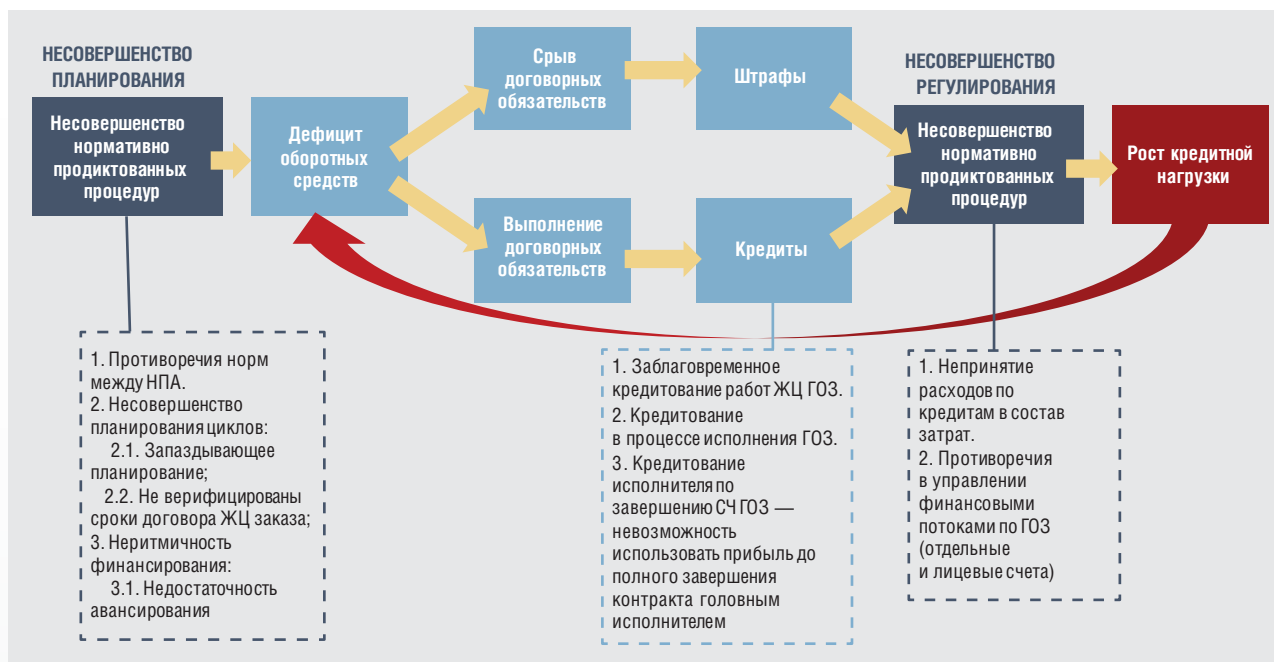 НЕСОВЕРШЕНСТВО
ПЛАНИРОВАНИЯ
Несовершенство
нормативно
продиктованных
процедур
Дефицит
оборотных
средств
Срыв
договорных
обязательств
Штрафы
Выполнение
договорных
обязательств
Кредиты
НЕСОВЕРШЕНСТВО
РЕГУЛИРОВАНИЯ
Несовершенство
нормативно
продиктованных
процедур
Рост кредитной
нагрузки
1. Противоречия норм
между НПА.
2. Несовершенство
планирования циклов:
2.1. Запаздывающее
планирование;
2.2. Не верифицированы
сроки договора ЖЦ заказа;
3. Неритмичность
финансирования:
3.1. Недостаточность
авансирования
1. Заблаговременное
кредитование работ ЖЦ ГОЗ.
2. Кредитование
в процессе исполнения ГОЗ.
3. Кредитование
исполнителя по
завершению СЧ ГОЗ —
невозможность
использовать прибыль до
полного завершения
контракта головным
исполнителем
1. Непринятие
расходов по
кредитам в состав
затрат.
2. Противоречия
в управлении
финансовыми
потоками по ГОЗ
(отдельные
и лицевые счета)